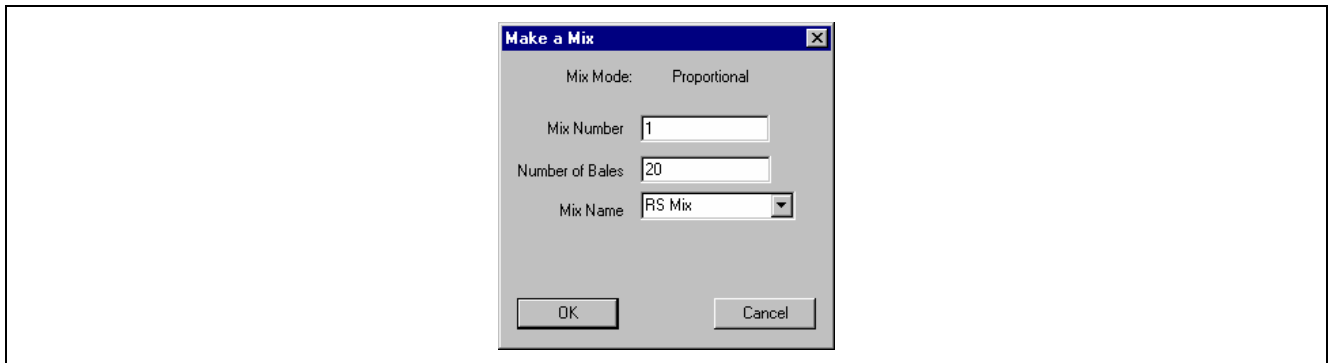 Make a Mix
Mix Mode: Proportional
Mix Number 1
Number of Bales 20
Mix Name RS Mix
OK Cancel